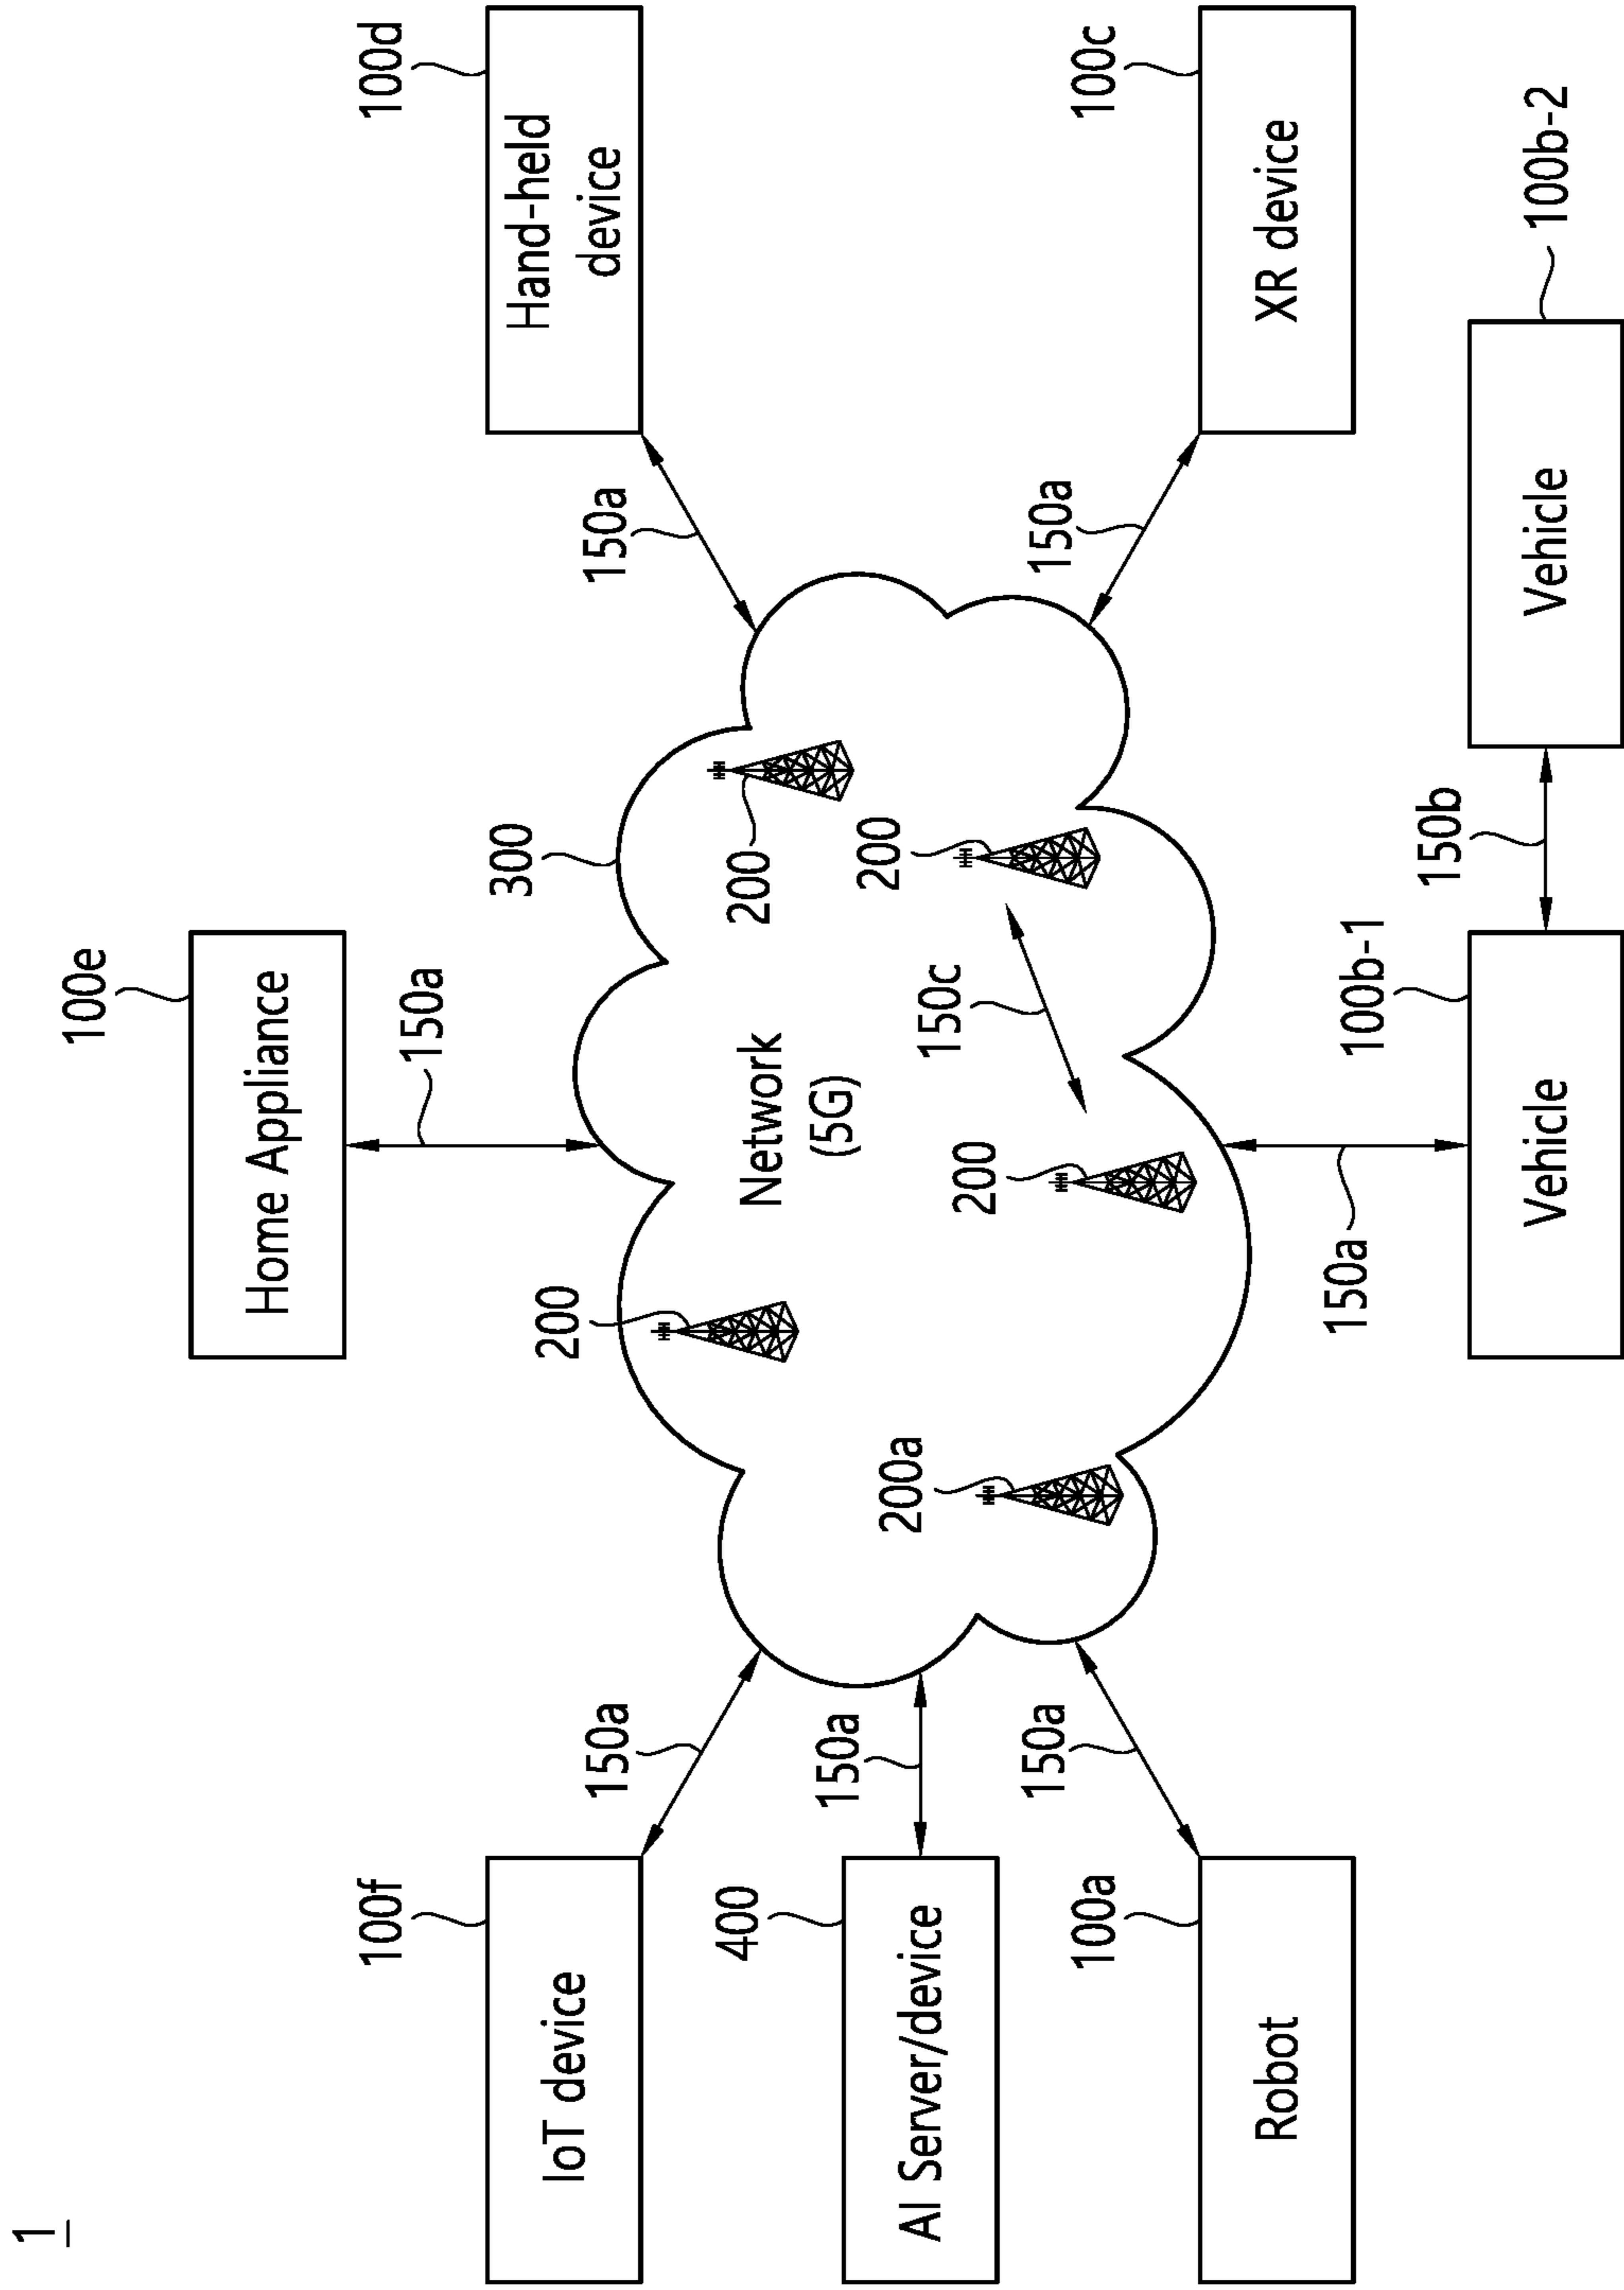 1
100e
Home Appliance
150a
100f
IoT device
150a
300
100d
Hand-held
device
150a
200
200
Network
(5G)
400
AI Server/device
150a
200a
200
150c
200
100a
Robot
150a
150a
100c
XR device
150a
100b-1
Vehicle
150b
Vehicle
100b-2